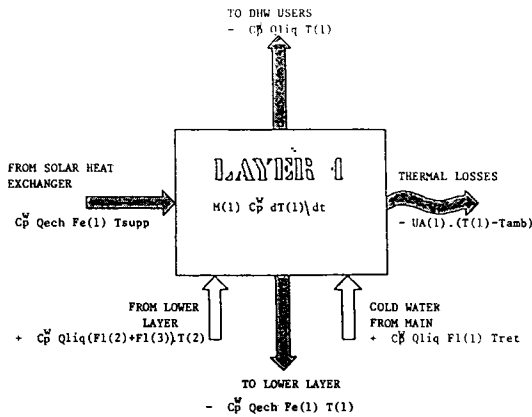 TO DHW USERS
- Cp^w Qliq T(1)
LAYER 1
M(1) Cp^w dT(1)\dt
FROM SOLAR HEAT
EXCHANGER
Cp^w Qech Fe(1) Tsupp
THERMAL LOSSES
- UA(1).(T(1)-Tamb)
FROM LOWER
LAYER
+ Cp^w Qliq(Fl(2)+Fl(3)).T(2)
COLD WATER
FROM MAIN
+ Cp^w Qliq Fl(1) Tret
TO LOWER LAYER
- Cp^w Qech Fe(1) T(1)